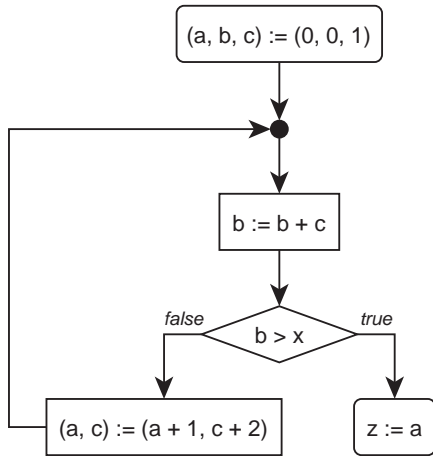 (a, b, c) := (0, 0, 1)
b := b + c
false
true
b > x
(a, c) := (a + 1, c + 2)
z := a